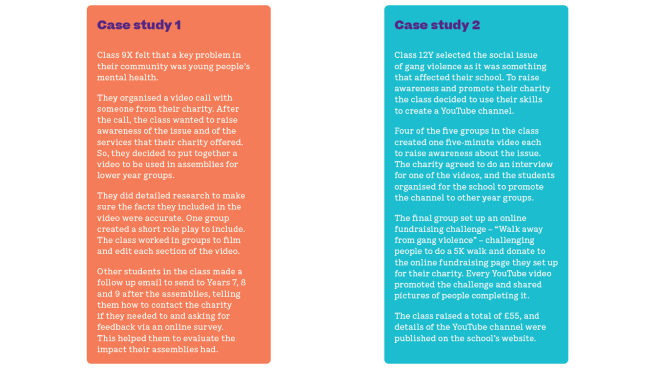 Case study 1
Class 9X felt that a key problem in
their community was young people's
mental health.
They organised a video call with
someone from their charity. After
the call, the class wanted to raise
awareness of the issue and of the
services that their charity offered.
So, they decided to put together a
video to be used in assemblies for
lower year groups.
They did detailed research to make
sure the facts they included in the
video were accurate. One group
created a short role play to include.
The class worked in groups to film
and edit each section of the video.
Other students in the class made a
follow up email to send to Years 7, 8
and 9 after the assemblies, telling
them how to contact the charity
if they needed to and asking for
feedback via an online survey.
This helped them to evaluate the
impact their assemblies had.
Case study 2
Class 12Y selected the social issue
of gang violence as it was something
that affected their school. To raise
awareness and promote their charity
the class decided to use their skills
to create a YouTube channel.
Four of the five groups in the class
created one five-minute video each
to raise awareness about the issue.
The charity agreed to do an interview
for one of the videos, and the students
organised for the school to promote
the channel to other year groups.
The final group set up an online
fundraising challenge – “Walk away
from gang violence” – challenging
people to do a 5K walk and donate to
the online fundraising page they set up
for their charity. Every YouTube video
promoted the challenge and shared
pictures of people completing it.
The class raised a total of £55, and
details of the YouTube channel were
published on the school's website.